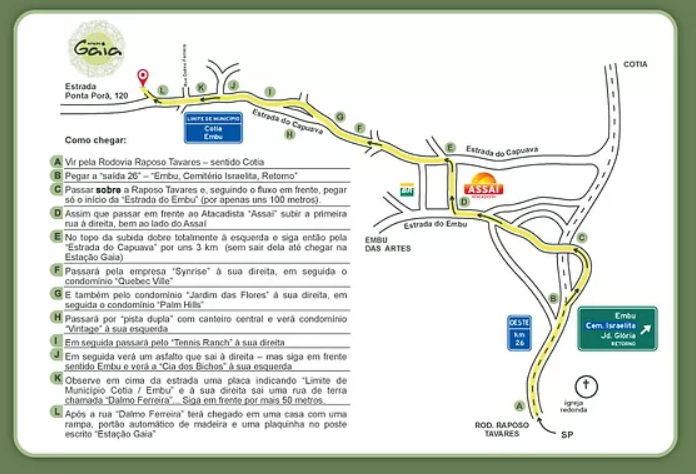 estação
Gaia
Estrada
Ponta Porã, 120
L
K
Rua Dalmo Ferreira
J
I
LIMITE DE MUNICÍPIO
Cotia
Embu
Estrada do Capuava
H
G
F
E
Estrada do Capuava
COTIA
BR
ASSAÍ
ATACADISTA
D
Estrada do Embu
EMBU
DAS ARTES
C
B
OESTE
km
26
Embu
Cem. Israelita
Jd. Glória
RETORNO
igreja
redonda
A
ROD. RAPOSO
TAVARES
SP
Como chegar:
A Vir pela Rodovia Raposo Tavares – sentido Cotia
B Pegar a "saída 26" – "Embu, Cemitério Israelita, Retorno"
C Passar sobre a Raposo Tavares e, seguindo o fluxo em frente, pegar
só o início da "Estrada do Embu" (por apenas uns 100 metros).
D Assim que passar em frente ao Atacadista "Assaí" subir a primeira
rua à direita, bem ao lado do Assaí
E No topo da subida dobre totalmente à esquerda e siga então pela
"Estrada do Capuava" por uns 3 km (sem sair dela até chegar na
Estação Gaia)
F Passará pela empresa "Synrise" à sua direita, em seguida o
condomínio "Quebec Ville"
G E também pelo condomínio "Jardim das Flores" à sua direita, em
seguida o condomínio "Palm Hills"
H Passará por "pista dupla" com canteiro central e verá condomínio
"Vintage" à sua esquerda
I Em seguida passará pelo "Tennis Ranch" à sua direita
J Em seguida verá um asfalto que sai à direita – mas siga em frente
sentido Embu e verá a "Cia dos Bichos" à sua esquerda
K Observe em cima da estrada uma placa indicando "Limite de
Município Cotia / Embu" e à sua direita sai uma rua de terra
chamada "Dalmo Ferreira"... Siga em frente por mais 50 metros.
L Após a rua "Dalmo Ferreira" terá chegado em uma casa com uma
rampa, portão automático de madeira e uma plaquinha no poste
escrito "Estação Gaia"